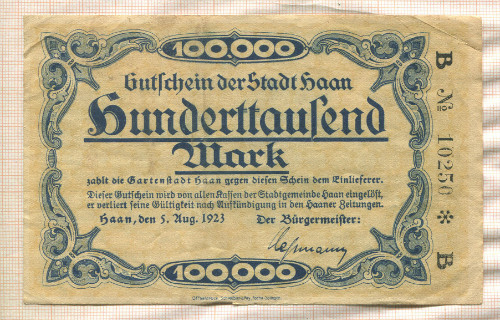 100.000
Gutschein der Stadt Haan
Hunderttausend
Mark
zahlt die Gartenstadt Haan gegen diesen Schein dem Einlieferer.
Dieser Gutschein wird von allen Kassen der Stadtgemeinde Haan eingelöst,
er verliert seine Gültigkeit nach Aufkündigung in den Haaner Zeitungen.
Haan, den 5. Aug. 1923 Der Bürgermeister:
100.000
B No 10250 * B